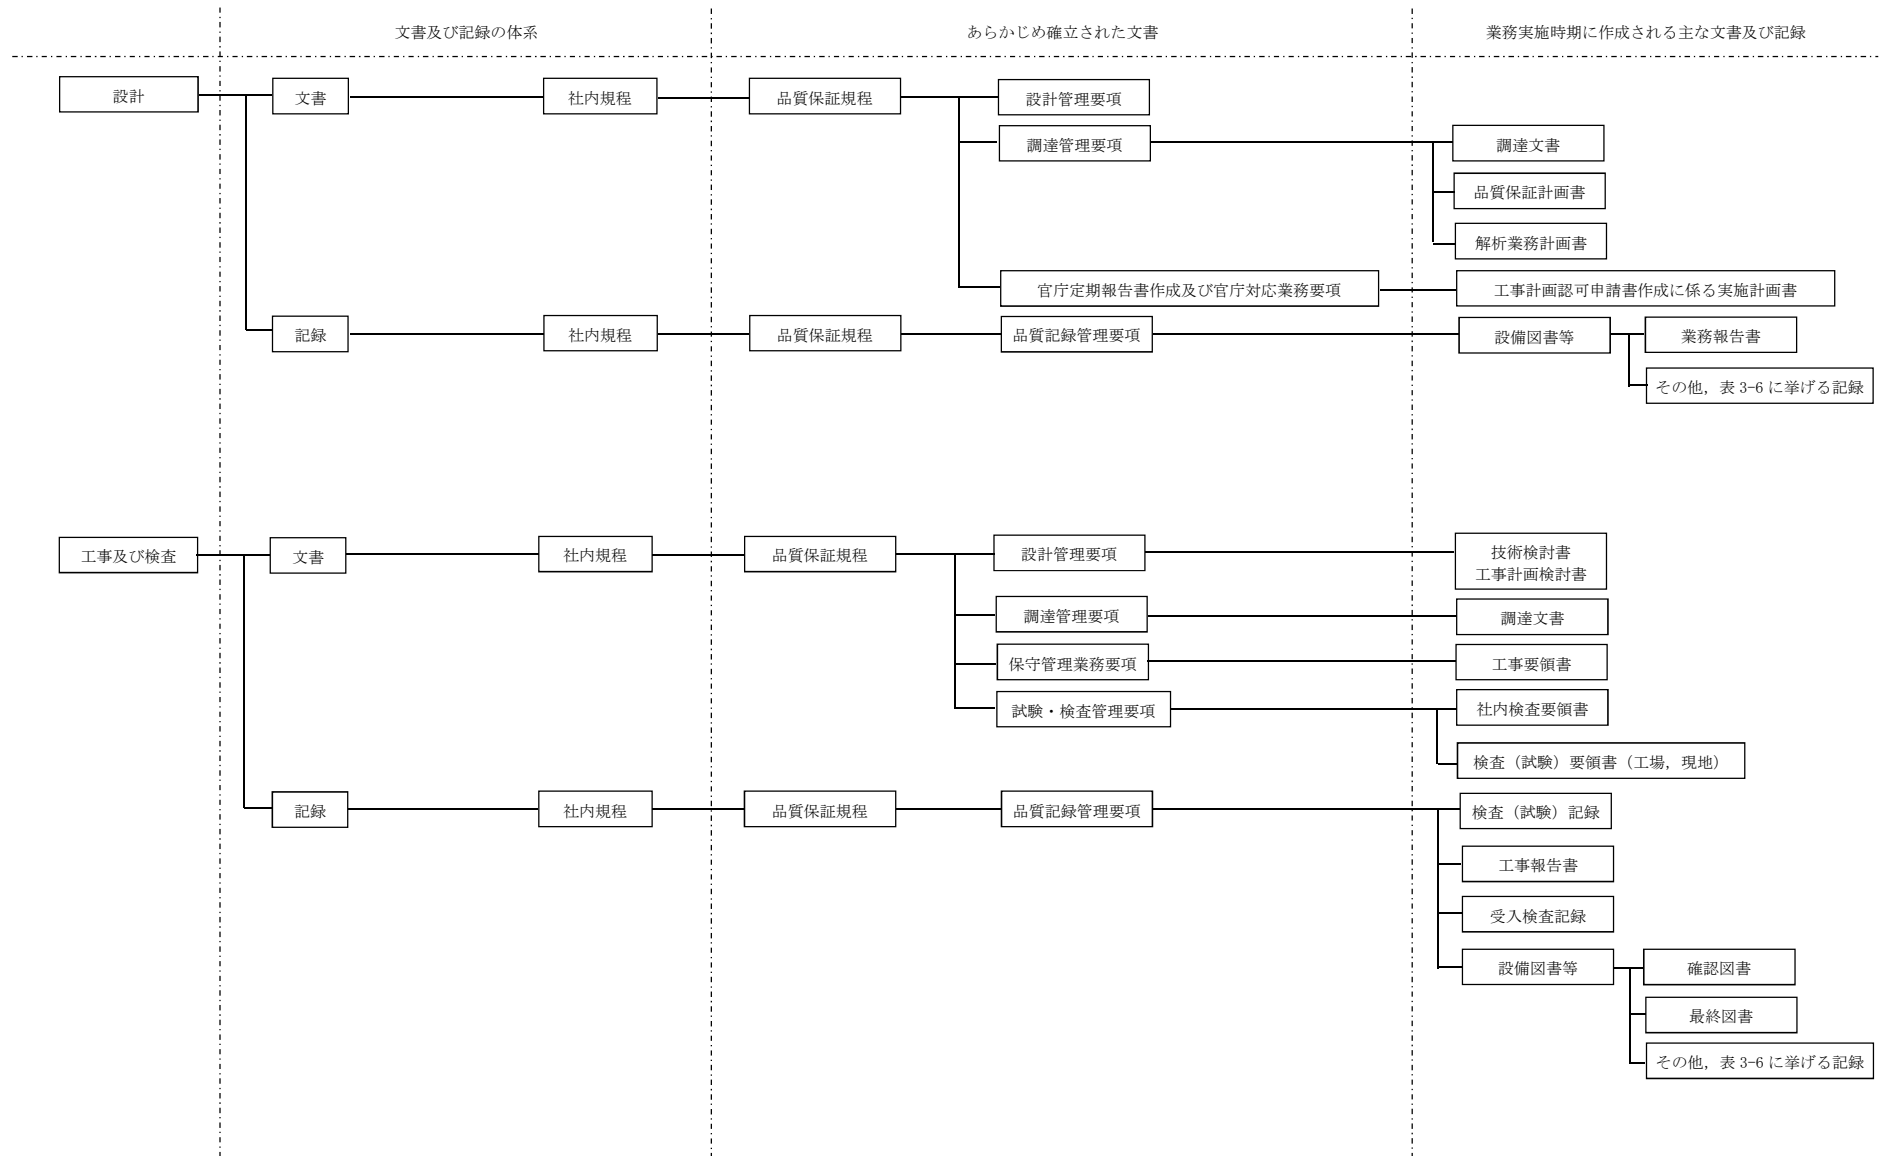 文書及び記録の体系
あらかじめ確立された文書
業務実施時期に作成される主な文書及び記録
設計
文書
社内規程
品質保証規程
設計管理要項
調達管理要項
調達文書
品質保証計画書
解析業務計画書
官庁定期報告書作成及び官庁対応業務要項
工事計画認可申請書作成に係る実施計画書
記録
社内規程
品質保証規程
品質記録管理要項
設備図書等
業務報告書
その他，表 3-6 に挙げる記録
工事及び検査
文書
社内規程
品質保証規程
設計管理要項
技術検討書
工事計画検討書
調達管理要項
調達文書
保守管理業務要項
工事要領書
試験・検査管理要項
社内検査要領書
検査（試験）要領書（工場，現地）
記録
社内規程
品質保証規程
品質記録管理要項
検査（試験）記録
工事報告書
受入検査記録
設備図書等
確認図書
最終図書
その他，表 3-6 に挙げる記録